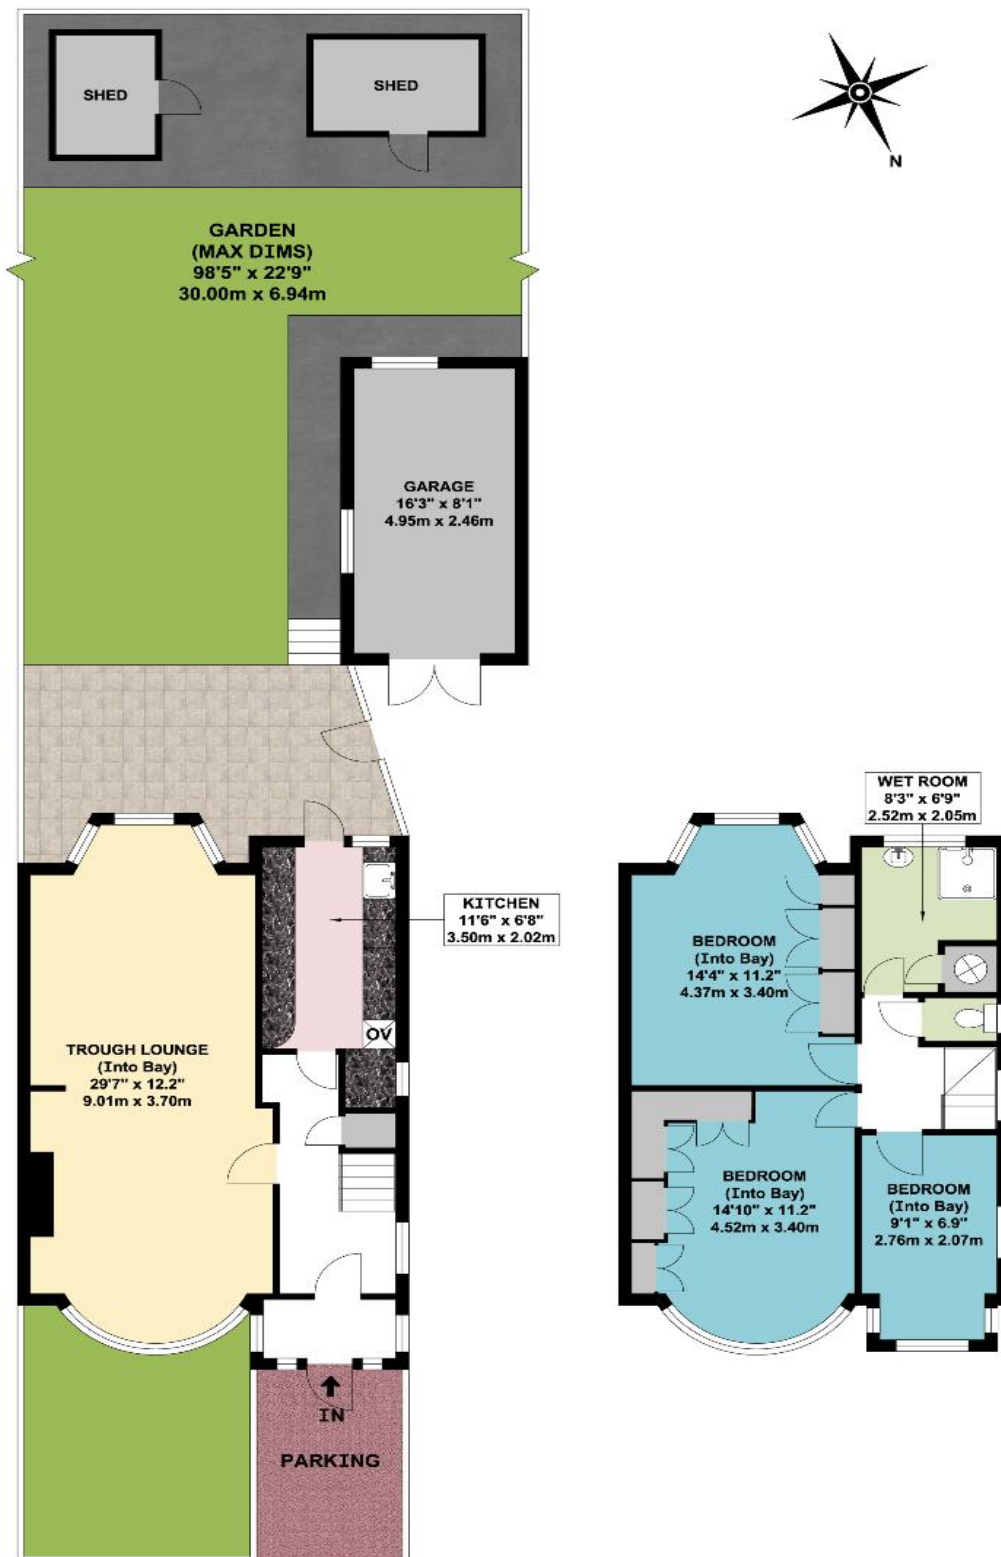 SHED
SHED
N
GARDEN
(MAX DIMS)
98'5" x 22'9"
30.00m x 6.94m
GARAGE
16'3" x 8'1"
4.95m x 2.46m
WET ROOM
8'3" x 6'9"
2.52m x 2.05m
KITCHEN
11'6" x 6'8"
3.50m x 2.02m
OV
TROUGH LOUNGE
(Into Bay)
29'7" x 12.2"
9.01m x 3.70m
BEDROOM
(Into Bay)
14'4" x 11.2"
4.37m x 3.40m
BEDROOM
(Into Bay)
14'10" x 11.2"
4.52m x 3.40m
BEDROOM
(Into Bay)
9'1" x 6.9"
2.76m x 2.07m
IN
PARKING